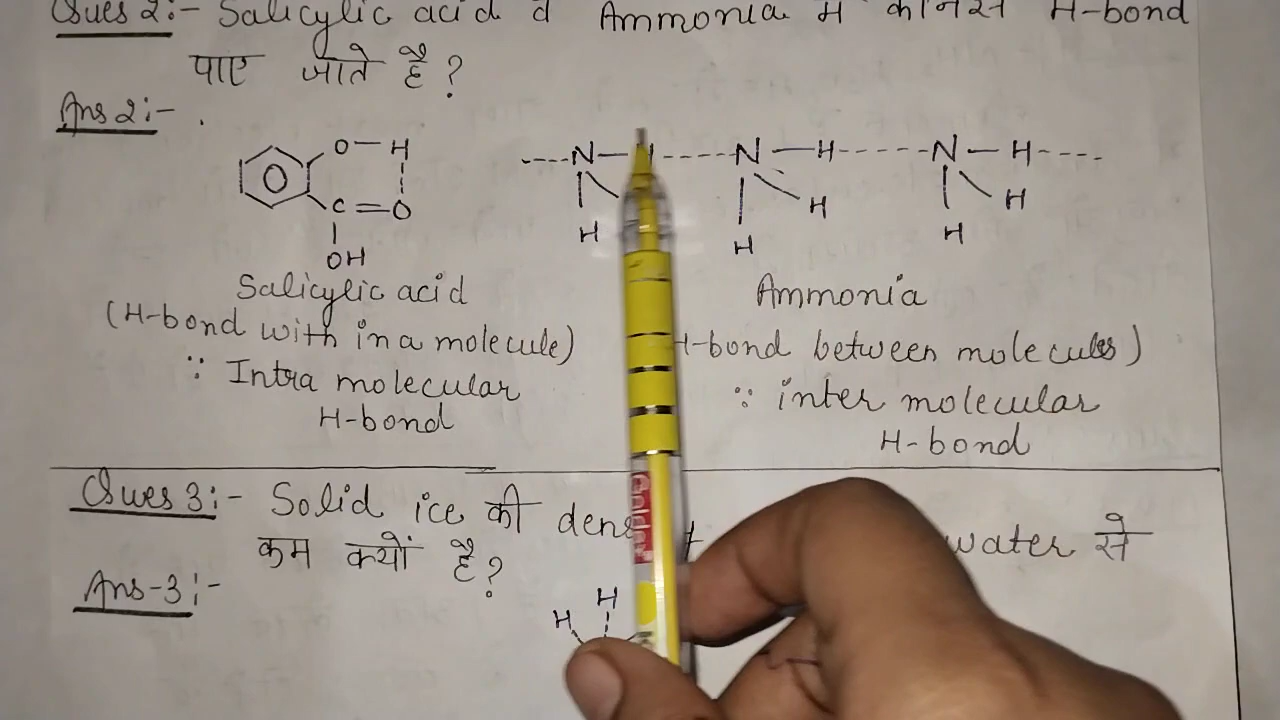 Ques 2:- Salicylic acid व Ammonia में कौनसा H-bond
पाए जाते है?
Ans 2:- .
O—H
C=O
OH
----N—H----N—H----N—H----
H
H H
H H
Salicylic acid
(H-bond with in a molecule)
∵ Intra molecular
H-bond
Ammonia
H-bond between molecules)
∵ inter molecular
H-bond
Ques 3:- Solid ice की water से
कम क्यों है?
Ans-3:-
H H
Golder